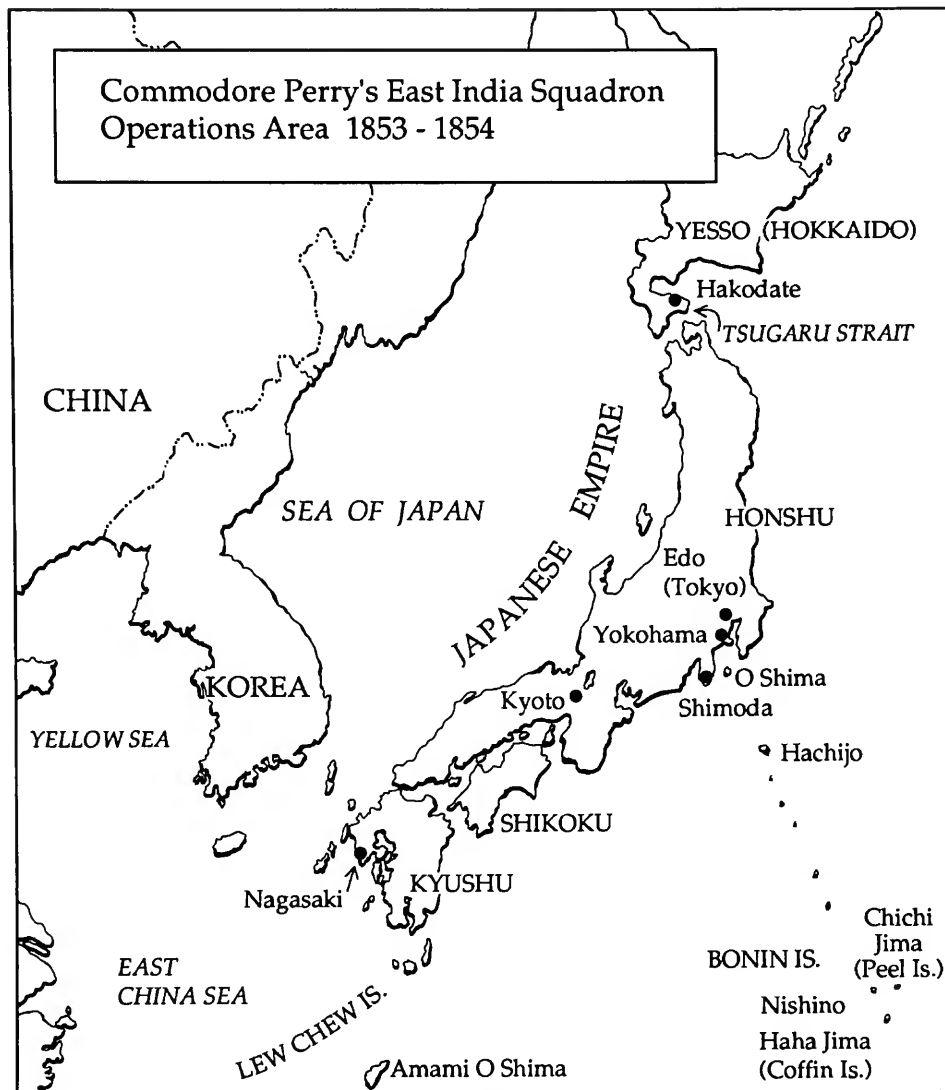 Commodore Perry's East India Squadron
Operations Area 1853 - 1854
YESSO (HOKKAIDO)
Hakodate
TSUGARU STRAIT
CHINA
JAPANESE EMPIRE
SEA OF JAPAN
HONSHU
Edo
(Tokyo)
Yokohama
O Shima
KOREA
Kyoto
Shimoda
YELLOW SEA
Hachijo
SHIKOKU
KYUSHU
Nagasaki
Chichi
Jima
(Peel Is.)
BONIN IS.
EAST
CHINA SEA
LEW CHEW IS.
Nishino
Haha Jima
(Coffin Is.)
Amami O Shima